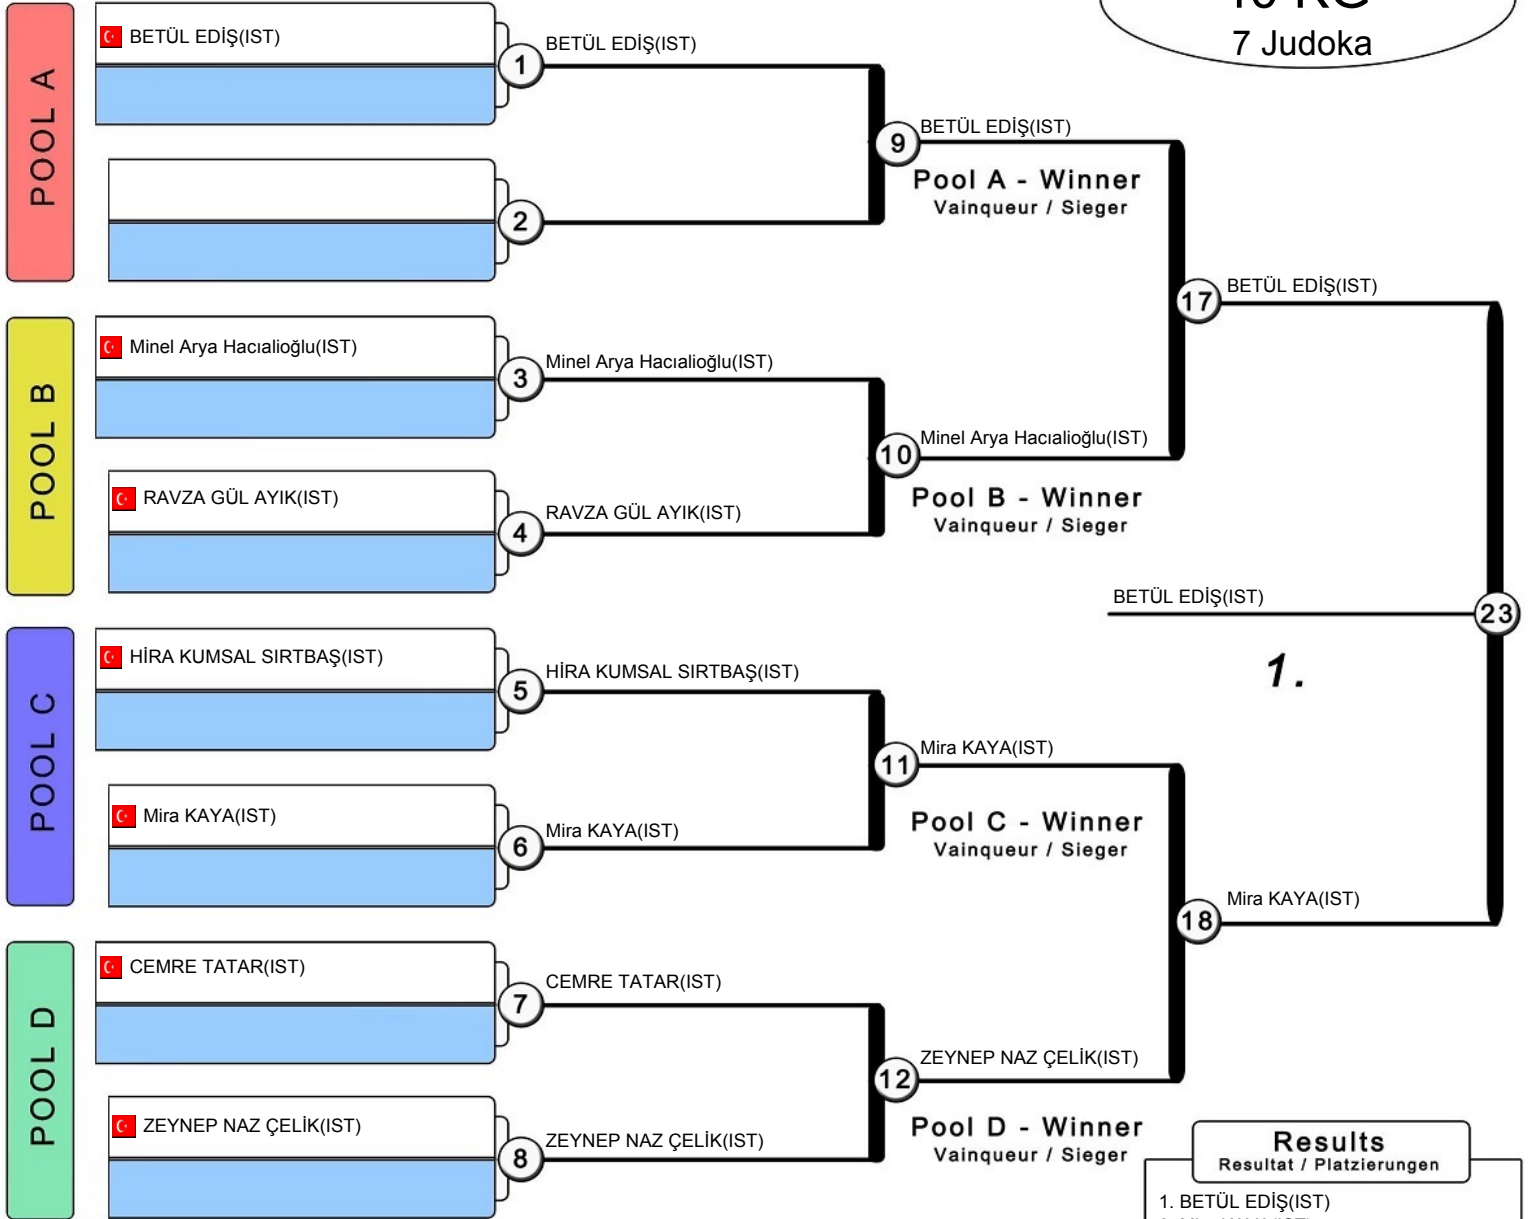 7 Judoka
POOL A
BETÜL EDİŞ(IST)
1
BETÜL EDİŞ(IST)
2
9
BETÜL EDİŞ(IST)
Pool A - Winner
Vainqueur / Sieger
17
BETÜL EDİŞ(IST)
POOL B
Minel Arya Hacıalioğlu(IST)
3
Minel Arya Hacıalioğlu(IST)
RAVZA GÜL AYIK(IST)
4
RAVZA GÜL AYIK(IST)
10
Minel Arya Hacıalioğlu(IST)
Pool B - Winner
Vainqueur / Sieger
BETÜL EDİŞ(IST)
23
1.
POOL C
HİRA KUMSAL SIRTBAŞ(IST)
5
HİRA KUMSAL SIRTBAŞ(IST)
Mira KAYA(IST)
6
Mira KAYA(IST)
11
Mira KAYA(IST)
Pool C - Winner
Vainqueur / Sieger
18
Mira KAYA(IST)
POOL D
CEMRE TATAR(IST)
7
CEMRE TATAR(IST)
ZEYNEP NAZ ÇELİK(IST)
8
ZEYNEP NAZ ÇELİK(IST)
12
ZEYNEP NAZ ÇELİK(IST)
Pool D - Winner
Vainqueur / Sieger
Results
Resultat / Platzierungen
1. BETÜL EDİŞ(IST)